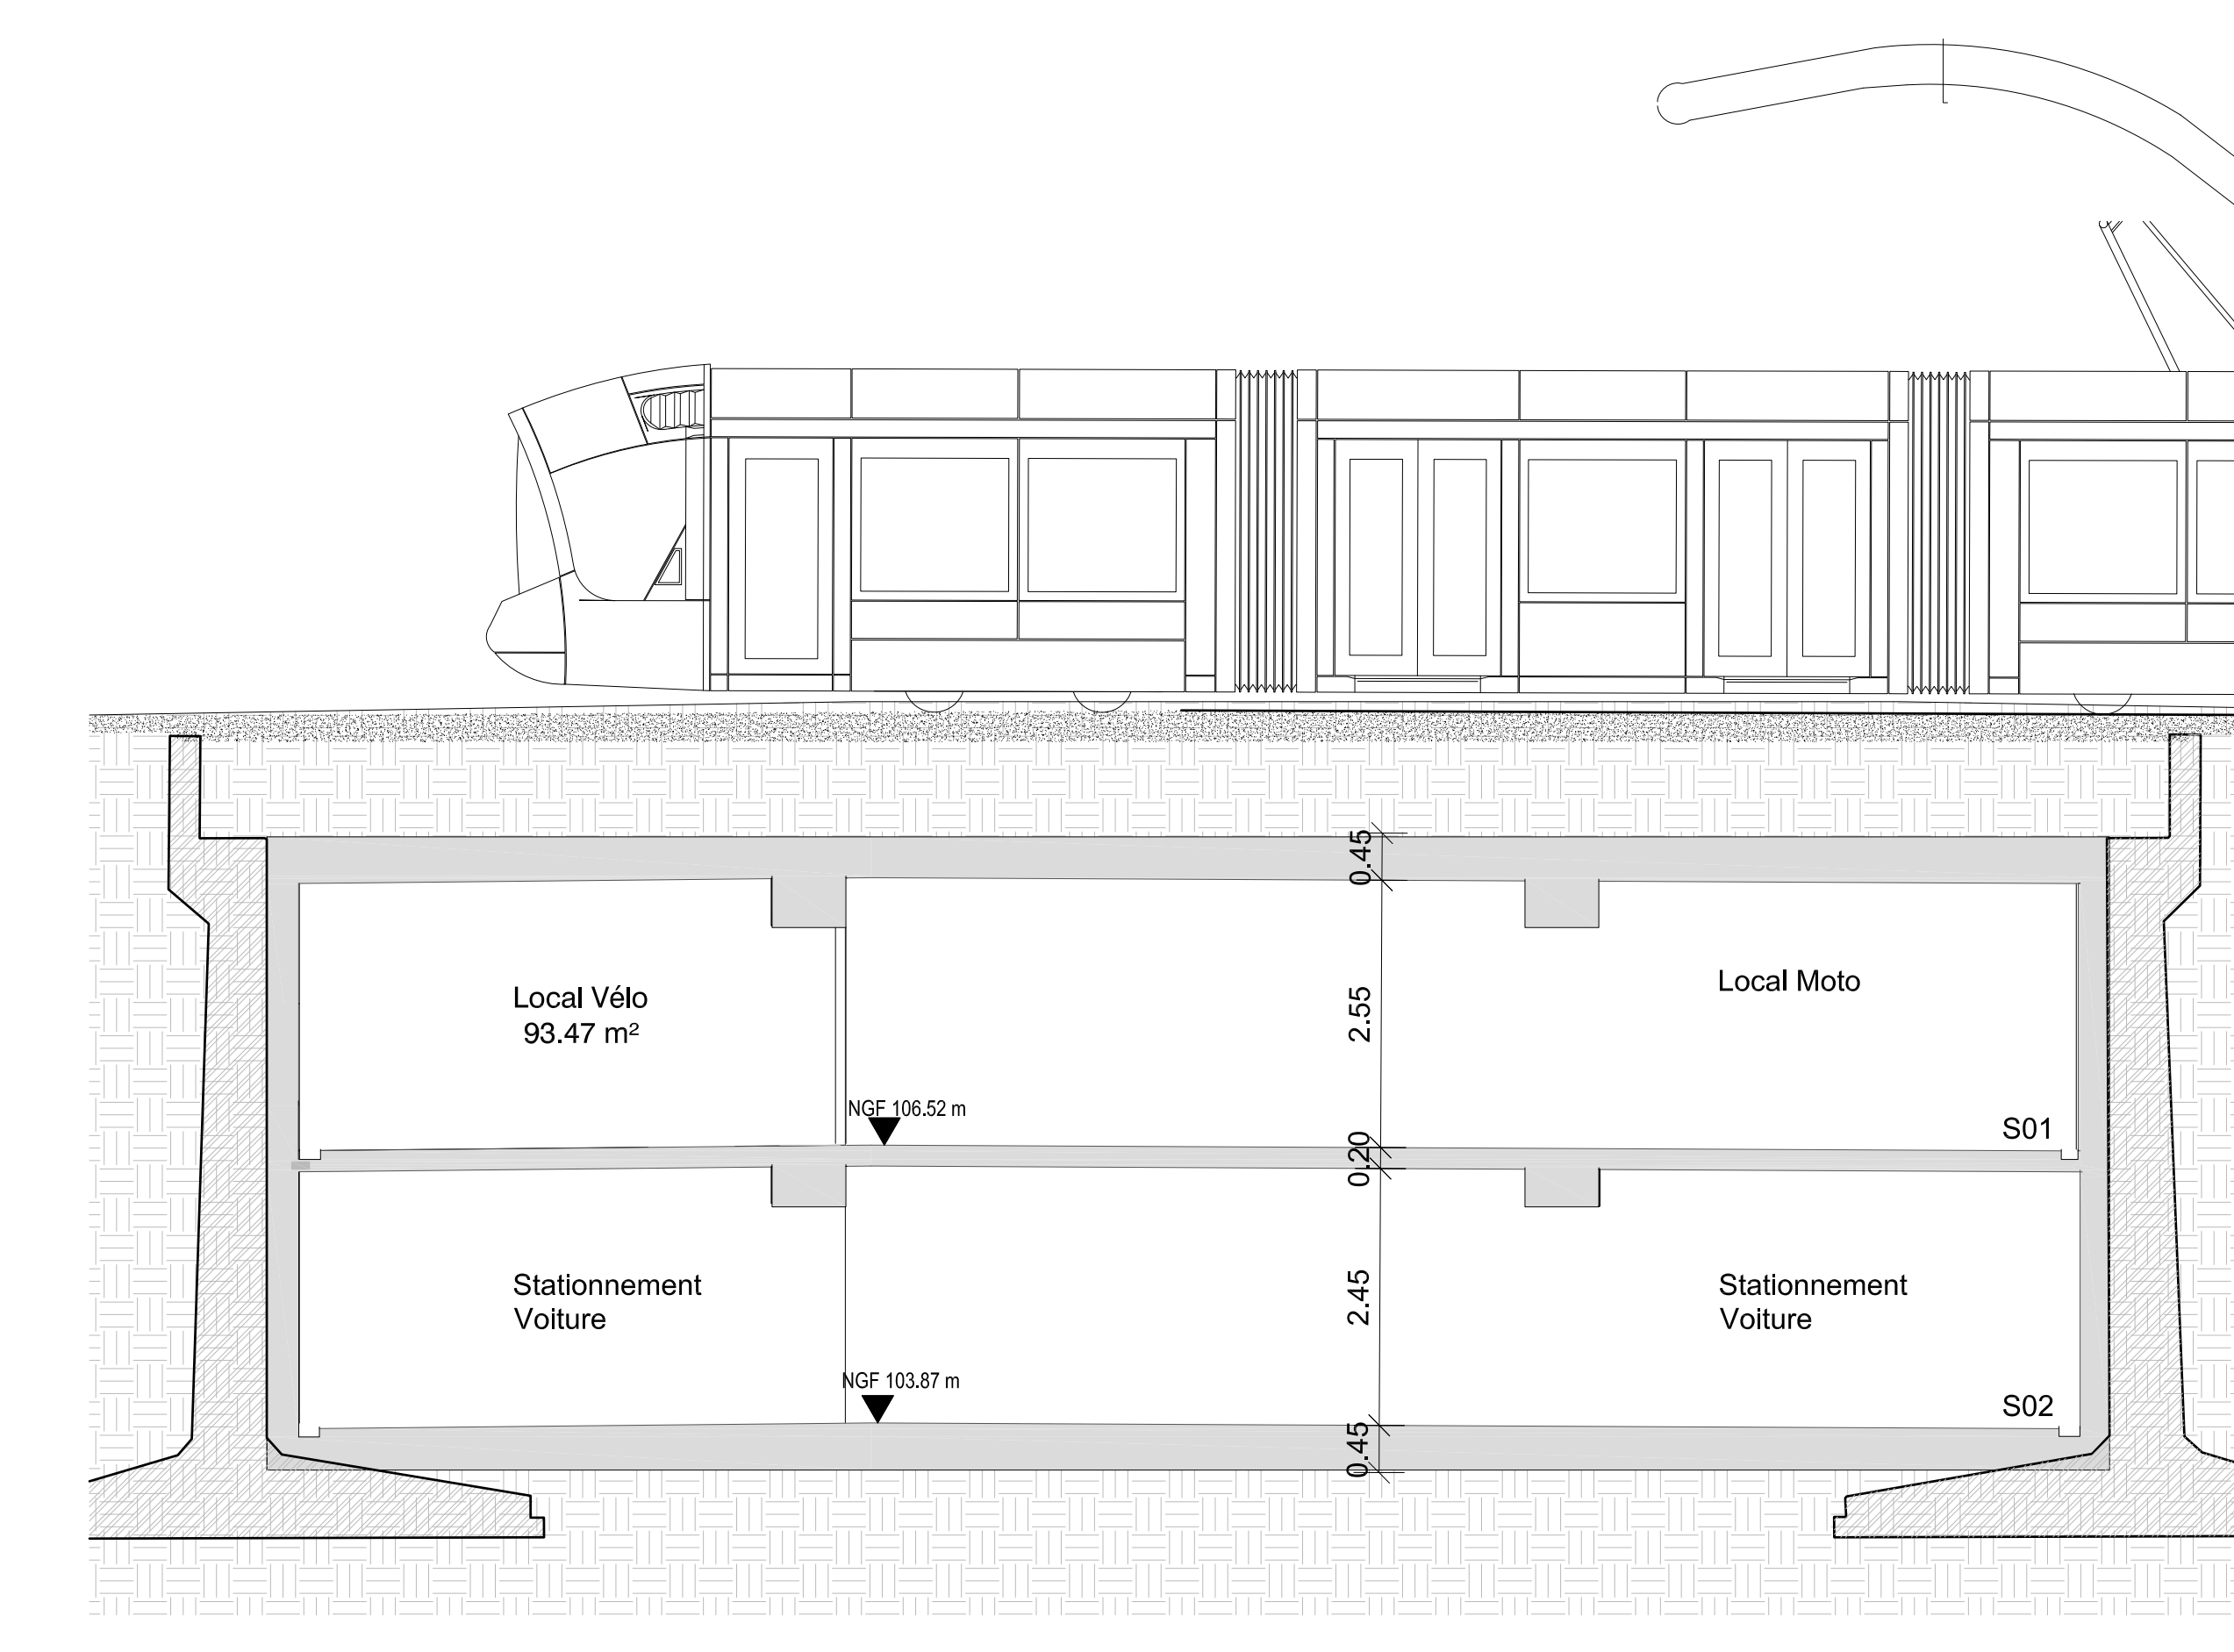 0.45
Local Moto
Local Vélo
93.47 m²
2.55
NGF 106.52 m
S01
0.20
Stationnement
Voiture
2.45
Stationnement
Voiture
NGF 103.87 m
S02
0.45